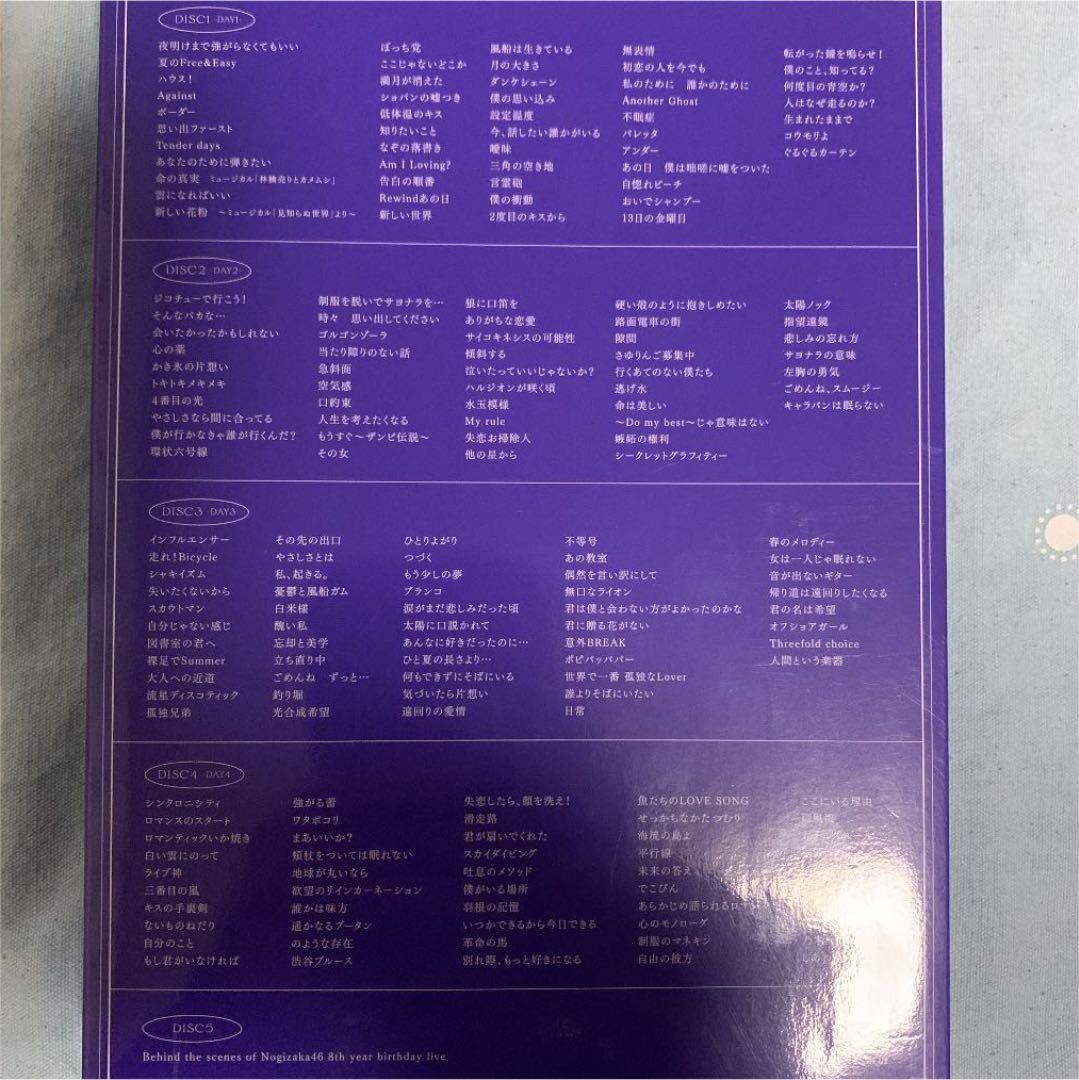 DISC1 -DAY1-
夜明けまで強がらなくてもいい
夏のFree&Easy
ハウス!
Against
ボーダー
思い出ファースト
Tender days
あなたのために弾きたい
命の真実 ミュージカル「林檎売りとカメムシ」
雲になればいい
新しい花粉 ～ミュージカル「見知らぬ世界」より～
ぼっち党
ここじゃないどこか
満月が消えた
ショパンの嘘つき
低体温のキス
知りたいこと
なぞの落書き
Am I Loving?
告白の順番
Rewindあの日
新しい世界
風船は生きている
月の大きさ
ダンケシェーン
僕の思い込み
設定温度
今、話したい誰かがいる
曖昧
三角の空き地
言霊砲
僕の衝動
2度目のキスから
無表情
初恋の人を今でも
私のために 誰かのために
Another Ghost
不眠症
バレッタ
アンダー
あの日 僕は咄嗟に嘘をついた
自惚れビーチ
おいでシャンプー
13日の金曜日
転がった鐘を鳴らせ!
僕のこと、知ってる?
何度目の青空か?
人はなぜ走るのか?
生まれたままで
コウモリよ
ぐるぐるカーテン
DISC2 -DAY2-
ジコチューで行こう!
そんなバカな…
会いたかったかもしれない
心の薬
かき氷の片想い
トキトキメキメキ
4番目の光
やさしさなら間に合ってる
僕が行かなきゃ誰が行くんだ?
環状六号線
制服を脱いでサヨナラを…
時々 思い出してください
ゴルゴンゾーラ
当たり障りのない話
急斜面
空気感
口約束
人生を考えたくなる
もうすぐ～ザンビ伝説～
その女
狼に口笛を
ありがちな恋愛
サイコキネシスの可能性
傾斜する
泣いたっていいじゃないか?
ハルジオンが咲く頃
水玉模様
My rule
失恋お掃除人
他の星から
硬い殻のように抱きしめたい
路面電車の街
隙間
さゆりんご募集中
行くあてのない僕たち
逃げ水
命は美しい
～Do my best～じゃ意味はない
嫉妬の権利
シークレットグラフィティー
太陽ノック
指望遠鏡
悲しみの忘れ方
サヨナラの意味
左胸の勇気
ごめんね、スムージー
キャラバンは眠らない
DISC3 -DAY3-
インフルエンサー
走れ!Bicycle
シャキイズム
失いたくないから
スカウトマン
自分じゃない感じ
図書室の君へ
裸足でSummer
大人への近道
流星ディスコティック
孤独兄弟
その先の出口
やさしさとは
私、起きる。
憂鬱と風船ガム
白米様
醜い私
忘却と美学
立ち直り中
ごめんね ずっと…
釣り堀
光合成希望
ひとりよがり
つづく
もう少しの夢
ブランコ
涙がまだ悲しみだった頃
太陽に口説かれて
あんなに好きだったのに…
ひと夏の長さより…
何もできずにそばにいる
気づいたら片想い
遠回りの愛情
不等号
あの教室
偶然を言い訳にして
無口なライオン
君は僕と会わない方がよかったのかな
君に贈る花がない
意外BREAK
ポピパッパパー
世界で一番 孤独なLover
誰よりそばにいたい
日常
春のメロディー
女は一人じゃ眠れない
音が出ないギター
帰り道は遠回りしたくなる
君の名は希望
オフショアガール
Threefold choice
人間という楽器
DISC4 -DAY4-
シンクロニシティ
ロマンスのスタート
ロマンティックいか焼き
白い雲にのって
ライブ神
三番目の風
キスの手裏剣
ないものねだり
自分のこと
もし君がいなければ
強がる蕾
ワタボコリ
まあいいか?
頬杖をついては眠れない
地球が丸いなら
欲望のリインカーネーション
誰かは味方
遥かなるブータン
のような存在
渋谷ブルース
失恋したら、顔を洗え!
滑走路
君が扇いでくれた
スカイダイビング
吐息のメソッド
僕がいる場所
羽根の記憶
いつかできるから今日できる
革命の馬
別れ際、もっと好きになる
魚たちのLOVE SONG
せっかちなかたつむり
海流の島よ
平行線
未来の答え
でこぴん
あらかじめ語られるロマンス
心のモノローグ
制服のマネキン
自由の彼方
ここにいる理由
DISC5
Behind the scenes of Nogizaka46 8th year birthday live